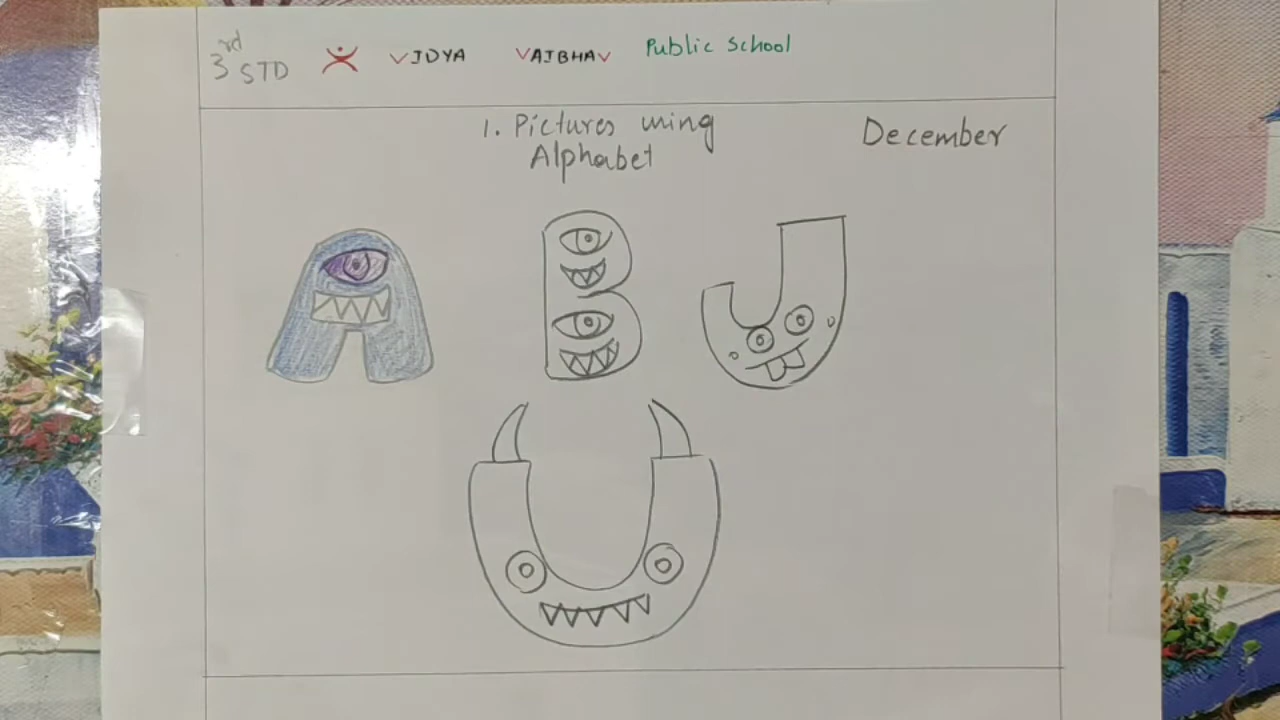 3rd STD VIDYA VAIBHAV Public School
1. Pictures using
Alphabet
December
A B J
U